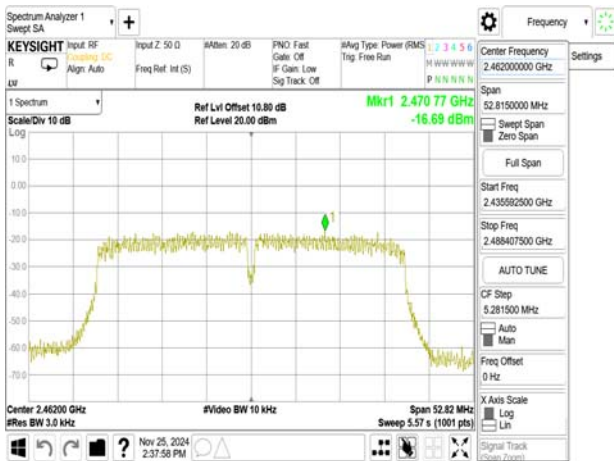 Spectrum Analyzer 1
Swept SA
Frequency
KEYSIGHT
Input: RF
Input Z: 50 Ω
#Atten: 20 dB
PNO: Fast
#Avg Type: Power (RMS
1 2 3 4 5 6
R
Coupling: DC
Gate: Off
Trig: Free Run
M W W W W W
Align: Auto
Freq Ref: Int (S)
IF Gain: Low
Sig Track: Off
P N N N N N
1 Spectrum
Scale/Div 10 dB
Ref Lvl Offset 10.80 dB
Ref Level 20.00 dBm
Mkr1 2.470 77 GHz
-16.69 dBm
Log
10.0
0.00
-10.0
-20.0
-30.0
-40.0
-50.0
-60.0
-70.0
1
Center 2.46200 GHz
#Video BW 10 kHz
Span 52.82 MHz
#Res BW 3.0 kHz
Sweep 5.57 s (1001 pts)
?
Nov 25, 2024
2:37:58 PM
Center Frequency
2.462000000 GHz
Settings
Span
52.8150000 MHz
Swept Span
Zero Span
Full Span
Start Freq
2.435592500 GHz
Stop Freq
2.488407500 GHz
AUTO TUNE
CF Step
5.281500 MHz
Auto
Man
Freq Offset
0 Hz
X Axis Scale
Log
Lin
Signal Track
(Span Zoom)